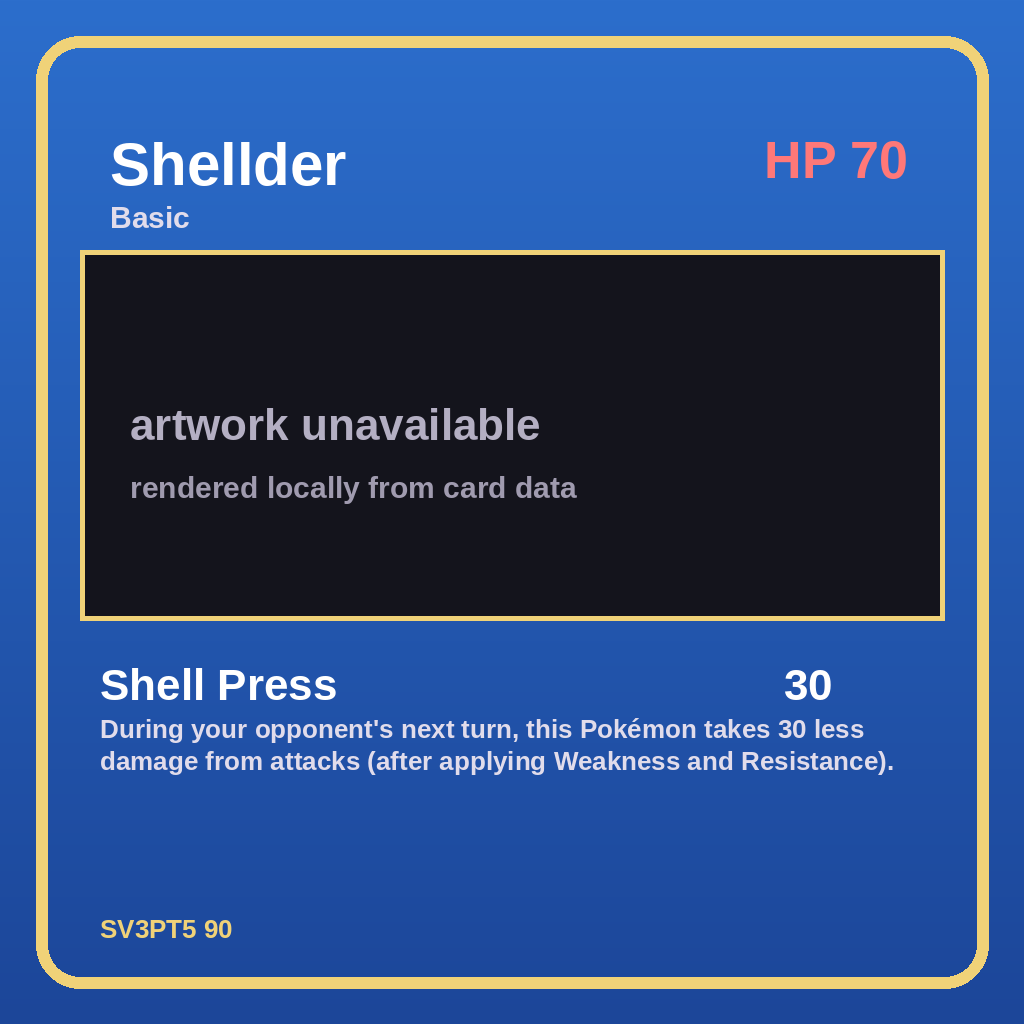 Shellder
HP 70
Basic
artwork unavailable
rendered locally from card data
Shell Press
30
During your opponent's next turn, this Pokémon takes 30 less
damage from attacks (after applying Weakness and Resistance).
SV3PT5 90